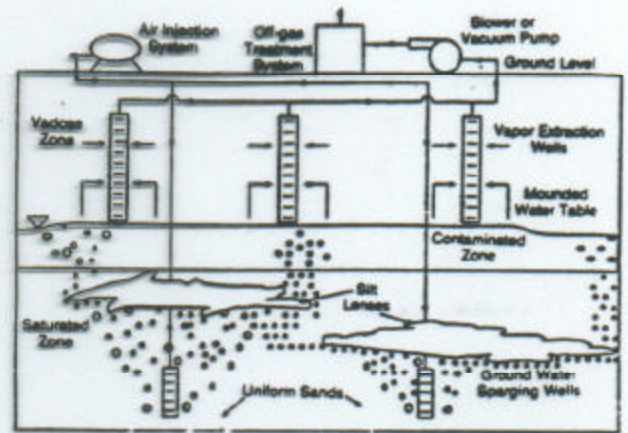 Air Injection
System
Off-gas
Treatment
System
Blower or
Vacuum Pump
Ground Level
Vadose
Zone
Vapor Extraction
Wells
Mounded
Water Table
Contaminated
Zone
Silt
Lenses
Saturated
Zone
Ground Water
Sparging Wells
Uniform Sands